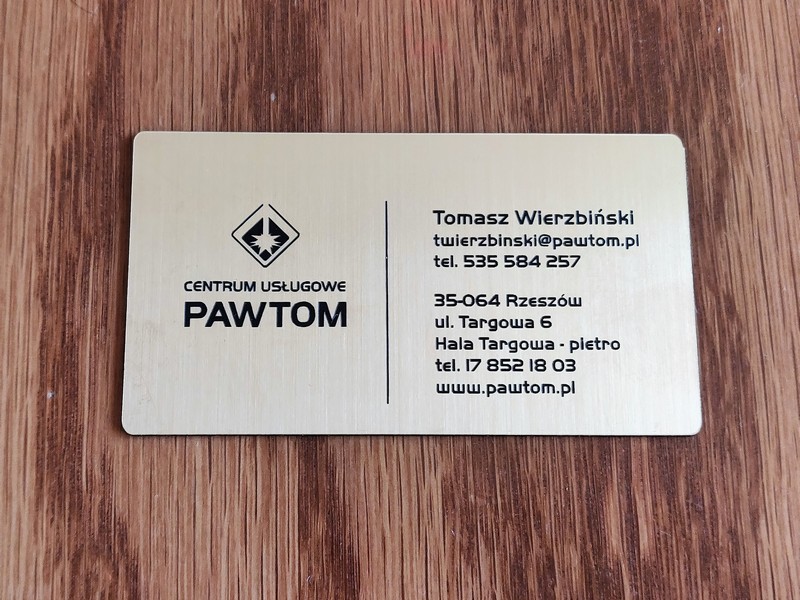 CENTRUM USŁUGOWE
PAWTOM
Tomasz Wierzbiński
twierzbinski@pawtom.pl
tel. 535 584 257
35-064 Rzeszów
ul. Targowa 6
Hala Targowa - pietro
tel. 17 852 18 03
www.pawtom.pl